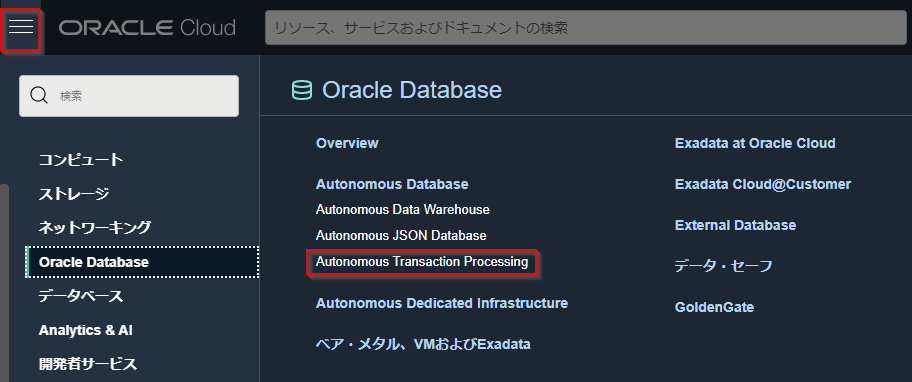 ORACLE Cloud
リソース、サービスおよびドキュメントの検索
検索
コンピュート
ストレージ
ネットワーキング
Oracle Database
データベース
Analytics & AI
開発者サービス
Oracle Database
Overview
Autonomous Database
Autonomous Data Warehouse
Autonomous JSON Database
Autonomous Transaction Processing
Autonomous Dedicated Infrastructure
ベア・メタル、VMおよびExadata
Exadata at Oracle Cloud
Exadata Cloud@Customer
External Database
データ・セーフ
GoldenGate